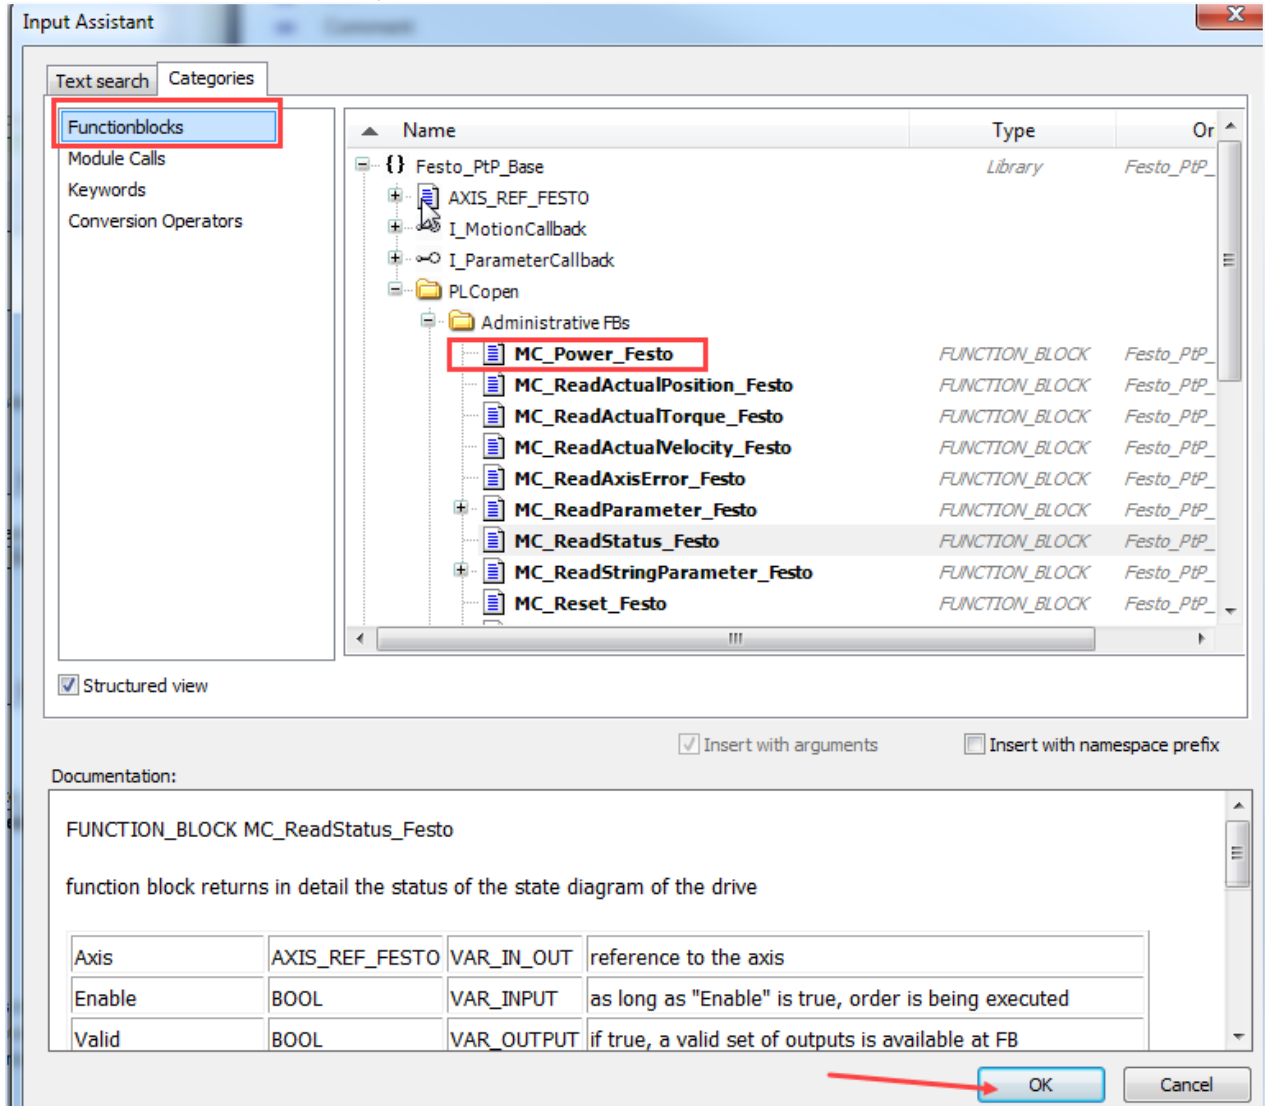 Input Assistant
Text search Categories
Functionblocks
Module Calls
Keywords
Conversion Operators
Name Type Or
Festo_PtP_Base Library Festo_PtP_
AXIS_REF_FESTO
I_MotionCallback
I_ParameterCallback
PLCopen
Administrative FBs
MC_Power_Festo FUNCTION_BLOCK Festo_PtP_
MC_ReadActualPosition_Festo FUNCTION_BLOCK Festo_PtP_
MC_ReadActualTorque_Festo FUNCTION_BLOCK Festo_PtP_
MC_ReadActualVelocity_Festo FUNCTION_BLOCK Festo_PtP_
MC_ReadAxisError_Festo FUNCTION_BLOCK Festo_PtP_
MC_ReadParameter_Festo FUNCTION_BLOCK Festo_PtP_
MC_ReadStatus_Festo FUNCTION_BLOCK Festo_PtP_
MC_ReadStringParameter_Festo FUNCTION_BLOCK Festo_PtP_
MC_Reset_Festo FUNCTION_BLOCK Festo_PtP_
Structured view
Insert with arguments Insert with namespace prefix
Documentation:
FUNCTION_BLOCK MC_ReadStatus_Festo
function block returns in detail the status of the state diagram of the drive
Axis AXIS_REF_FESTO VAR_IN_OUT reference to the axis
Enable BOOL VAR_INPUT as long as "Enable" is true, order is being executed
Valid BOOL VAR_OUTPUT if true, a valid set of outputs is available at FB
OK Cancel